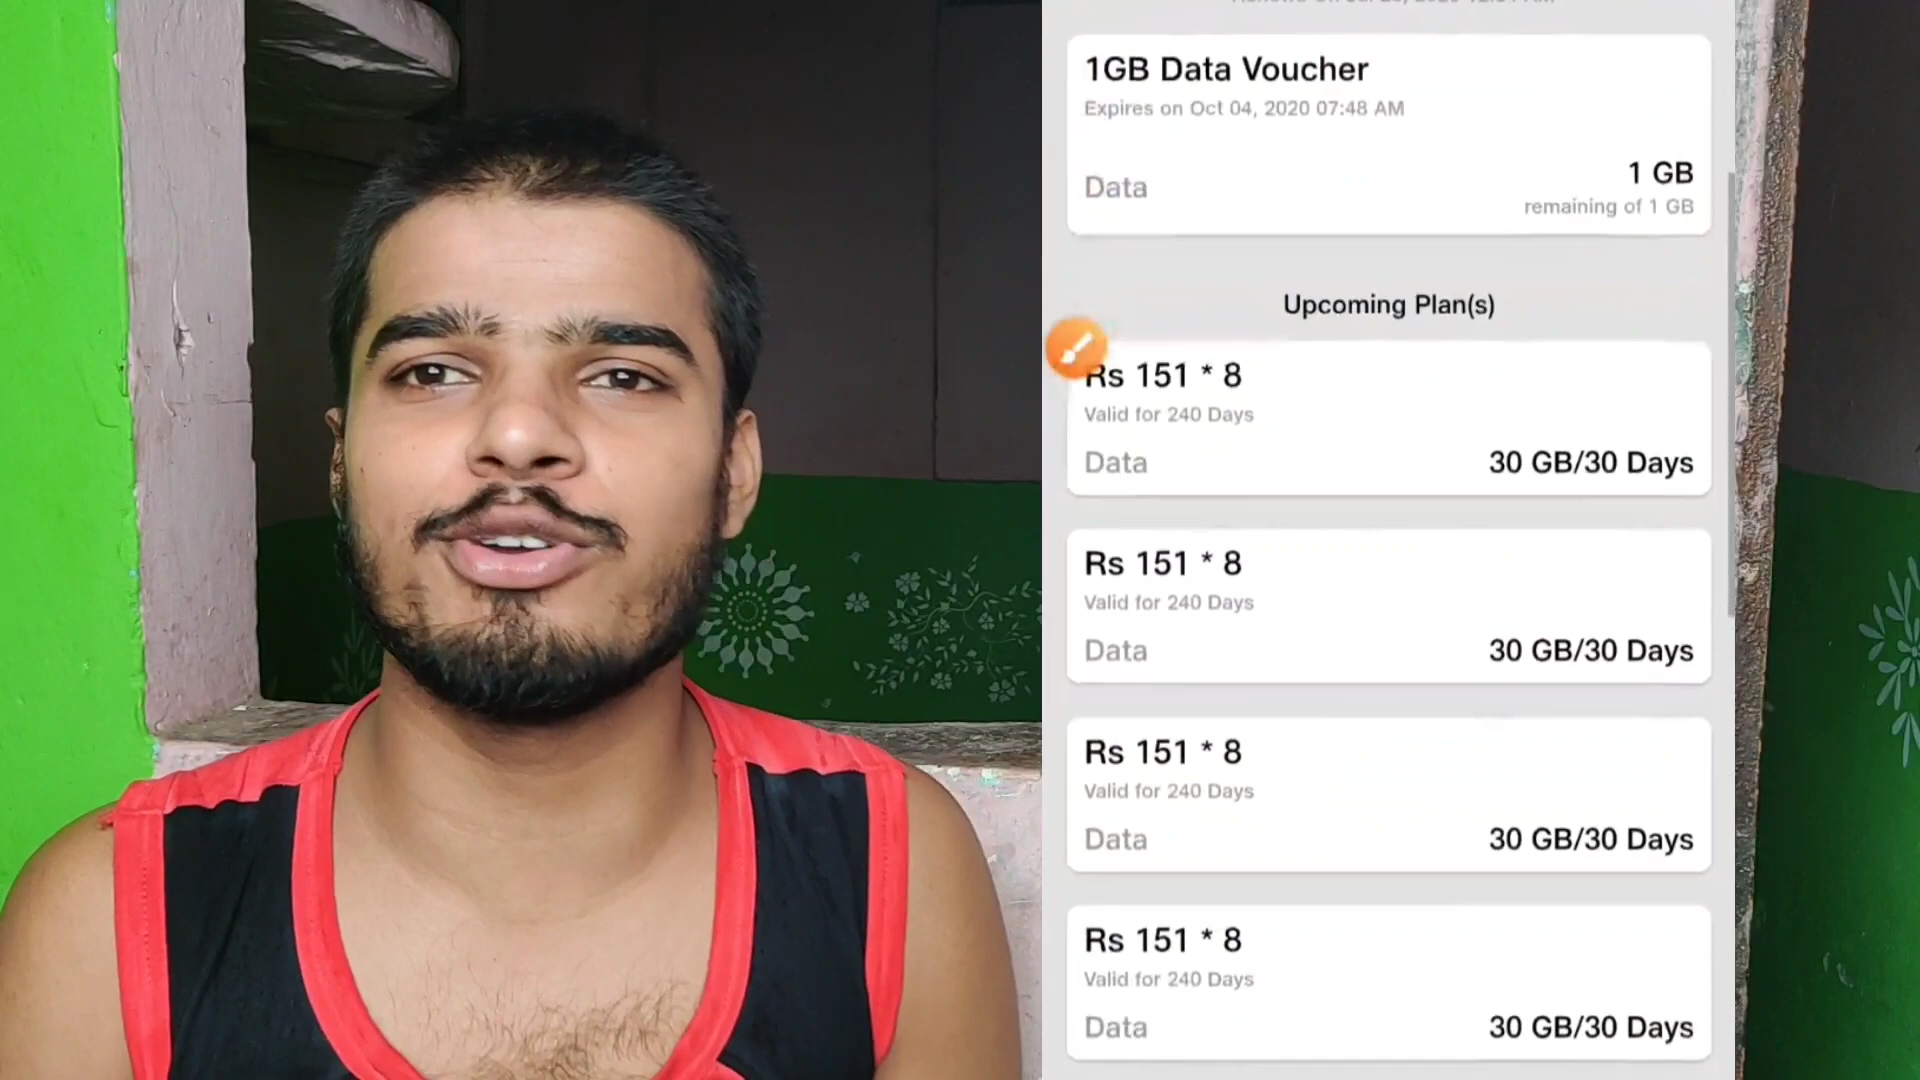 1GB Data Voucher
Expires on Oct 04, 2020 07:48 AM
1 GB
Data
remaining of 1 GB
Upcoming Plan(s)
Rs 151 * 8
Valid for 240 Days
Data 30 GB/30 Days
Rs 151 * 8
Valid for 240 Days
Data 30 GB/30 Days
Rs 151 * 8
Valid for 240 Days
Data 30 GB/30 Days
Rs 151 * 8
Valid for 240 Days
Data 30 GB/30 Days